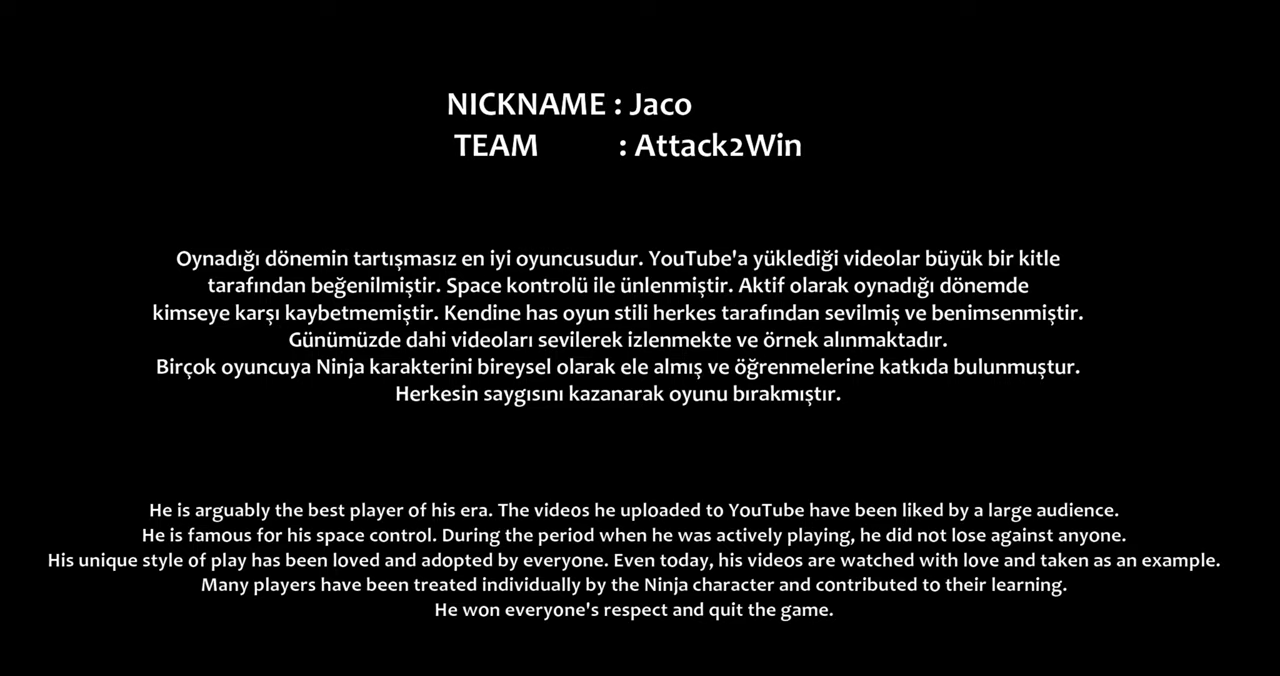 NICKNAME : Jaco
TEAM : Attack2Win
Oynadığı dönemin tartışmasız en iyi oyuncusudur. YouTube'a yüklediği videolar büyük bir kitle
tarafından beğenilmiştir. Space kontrolü ile ünlenmiştir. Aktif olarak oynadığı dönemde
kimseye karşı kaybetmemiştir. Kendine has oyun stili herkes tarafından sevilmiş ve benimsenmiştir.
Günümüzde dahi videoları sevilerek izlenmekte ve örnek alınmaktadır.
Birçok oyuncuya Ninja karakterini bireysel olarak ele almış ve öğrenmelerine katkıda bulunmuştur.
Herkesin saygısını kazanarak oyunu bırakmıştır.
He is arguably the best player of his era. The videos he uploaded to YouTube have been liked by a large audience.
He is famous for his space control. During the period when he was actively playing, he did not lose against anyone.
His unique style of play has been loved and adopted by everyone. Even today, his videos are watched with love and taken as an example.
Many players have been treated individually by the Ninja character and contributed to their learning.
He won everyone's respect and quit the game.